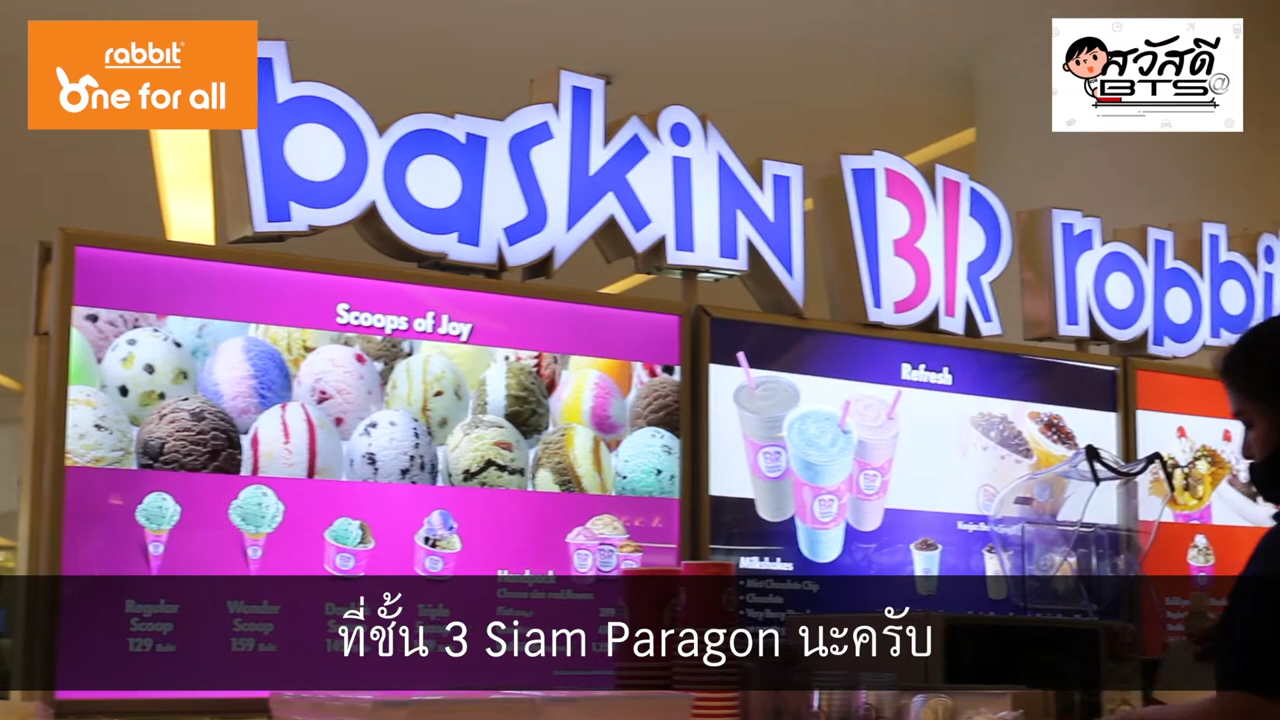 rabbit
One for all
สวัสดี
@
BTS
baskin BR robbi
Scoops of Joy
Refresh
Milkshakes
Mint Chocolate Chip
Chocolate
Handpack
Regular
Scoop
129
Wonder
Scoop
159
Triple
ที่ชั้น 3 Siam Paragon นะครับ